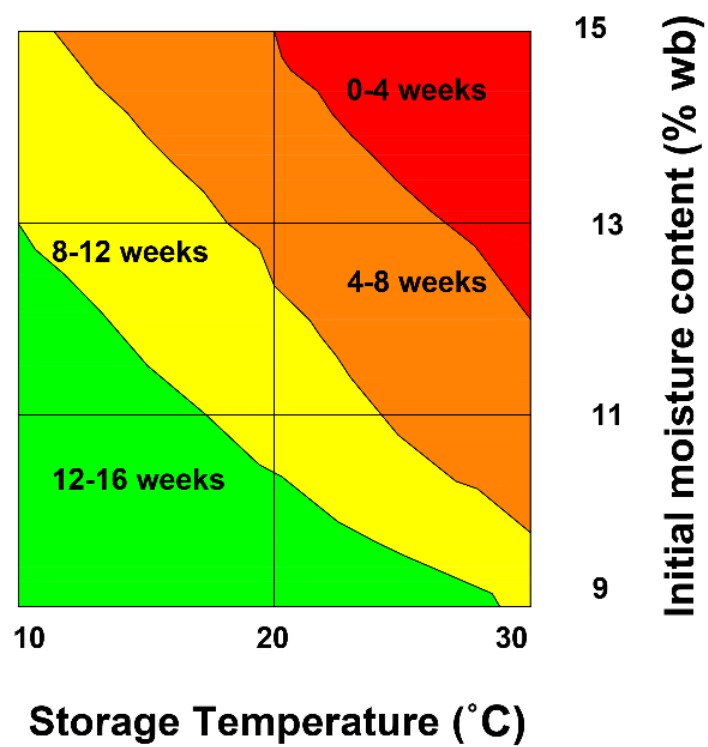 15
0-4 weeks
13
8-12 weeks
4-8 weeks
11
12-16 weeks
9
10 20 30
Storage Temperature (˚C)
Initial moisture content (% wb)